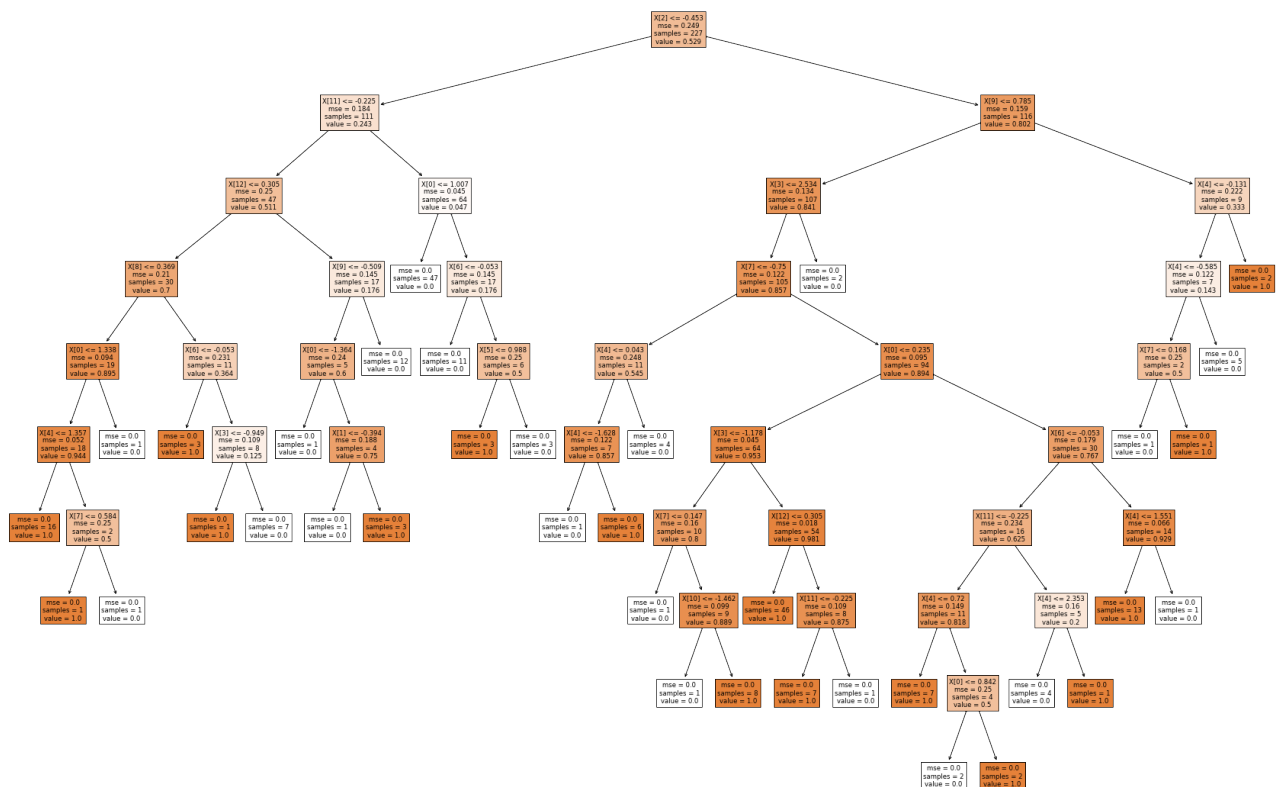 X[2] <= -0.453
mse = 0.249
samples = 227
value = 0.529
X[11] <= -0.225
mse = 0.184
samples = 111
value = 0.243
X[9] <= 0.785
mse = 0.159
samples = 116
value = 0.802
X[12] <= 0.305
mse = 0.25
samples = 47
value = 0.511
X[0] <= 1.007
mse = 0.045
samples = 64
value = 0.047
X[3] <= 2.534
mse = 0.134
samples = 107
value = 0.841
X[4] <= -0.131
mse = 0.222
samples = 9
value = 0.333
X[8] <= 0.369
mse = 0.21
samples = 30
value = 0.7
X[9] <= -0.509
mse = 0.145
samples = 17
value = 0.176
mse = 0.0
samples = 47
value = 0.0
X[6] <= -0.053
mse = 0.145
samples = 17
value = 0.176
X[7] <= -0.75
mse = 0.122
samples = 105
value = 0.857
mse = 0.0
samples = 2
value = 0.0
X[4] <= -0.585
mse = 0.122
samples = 7
value = 0.143
mse = 0.0
samples = 2
value = 1.0
X[0] <= 1.338
mse = 0.094
samples = 19
value = 0.895
X[6] <= -0.053
mse = 0.231
samples = 11
value = 0.364
X[0] <= -1.364
mse = 0.24
samples = 5
value = 0.6
mse = 0.0
samples = 12
value = 0.0
mse = 0.0
samples = 11
value = 0.0
X[5] <= 0.988
mse = 0.25
samples = 6
value = 0.5
X[4] <= 0.043
mse = 0.248
samples = 11
value = 0.545
X[0] <= 0.235
mse = 0.095
samples = 94
value = 0.894
X[7] <= 0.168
mse = 0.25
samples = 2
value = 0.5
mse = 0.0
samples = 5
value = 0.0
X[4] <= 1.357
mse = 0.052
samples = 18
value = 0.944
mse = 0.0
samples = 1
value = 0.0
mse = 0.0
samples = 3
value = 1.0
X[3] <= -0.949
mse = 0.109
samples = 8
value = 0.125
mse = 0.0
samples = 1
value = 0.0
X[1] <= -0.394
mse = 0.188
samples = 4
value = 0.75
mse = 0.0
samples = 3
value = 1.0
mse = 0.0
samples = 3
value = 0.0
X[4] <= -1.628
mse = 0.122
samples = 7
value = 0.857
mse = 0.0
samples = 4
value = 0.0
X[3] <= -1.178
mse = 0.045
samples = 64
value = 0.953
X[6] <= -0.053
mse = 0.179
samples = 30
value = 0.767
mse = 0.0
samples = 1
value = 0.0
mse = 0.0
samples = 1
value = 1.0
mse = 0.0
samples = 16
value = 1.0
X[7] <= 0.584
mse = 0.25
samples = 2
value = 0.5
mse = 0.0
samples = 1
value = 1.0
mse = 0.0
samples = 7
value = 0.0
mse = 0.0
samples = 1
value = 0.0
mse = 0.0
samples = 3
value = 1.0
mse = 0.0
samples = 1
value = 0.0
mse = 0.0
samples = 6
value = 1.0
X[7] <= 0.147
mse = 0.16
samples = 10
value = 0.8
X[12] <= 0.305
mse = 0.018
samples = 54
value = 0.981
X[11] <= -0.225
mse = 0.234
samples = 16
value = 0.625
X[4] <= 1.551
mse = 0.066
samples = 14
value = 0.929
mse = 0.0
samples = 1
value = 1.0
mse = 0.0
samples = 1
value = 0.0
mse = 0.0
samples = 1
value = 0.0
X[10] <= -1.462
mse = 0.099
samples = 9
value = 0.889
mse = 0.0
samples = 46
value = 1.0
X[11] <= -0.225
mse = 0.109
samples = 8
value = 0.875
X[4] <= 0.72
mse = 0.149
samples = 11
value = 0.818
X[4] <= 2.353
mse = 0.16
samples = 5
value = 0.2
mse = 0.0
samples = 13
value = 1.0
mse = 0.0
samples = 1
value = 0.0
mse = 0.0
samples = 1
value = 0.0
mse = 0.0
samples = 8
value = 1.0
mse = 0.0
samples = 7
value = 1.0
mse = 0.0
samples = 1
value = 0.0
mse = 0.0
samples = 7
value = 1.0
X[0] <= 0.842
mse = 0.25
samples = 4
value = 0.5
mse = 0.0
samples = 4
value = 0.0
mse = 0.0
samples = 1
value = 1.0
mse = 0.0
samples = 2
value = 0.0
mse = 0.0
samples = 2
value = 1.0